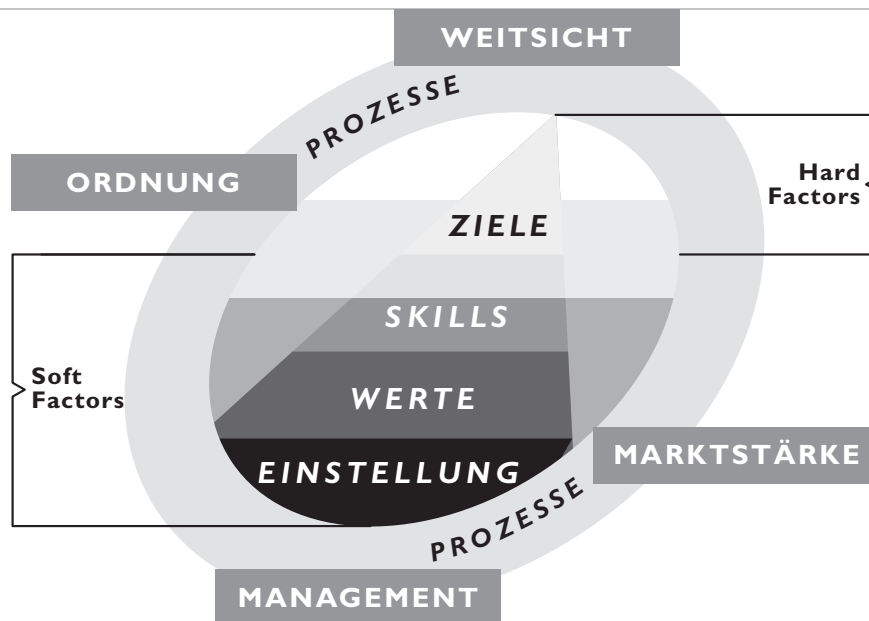 WEITSICHT
PROZESSE
ORDNUNG
Hard
Factors
ZIELE
SKILLS
Soft
Factors
WERTE
MARKTSTÄRKE
EINSTELLUNG
PROZESSE
MANAGEMENT